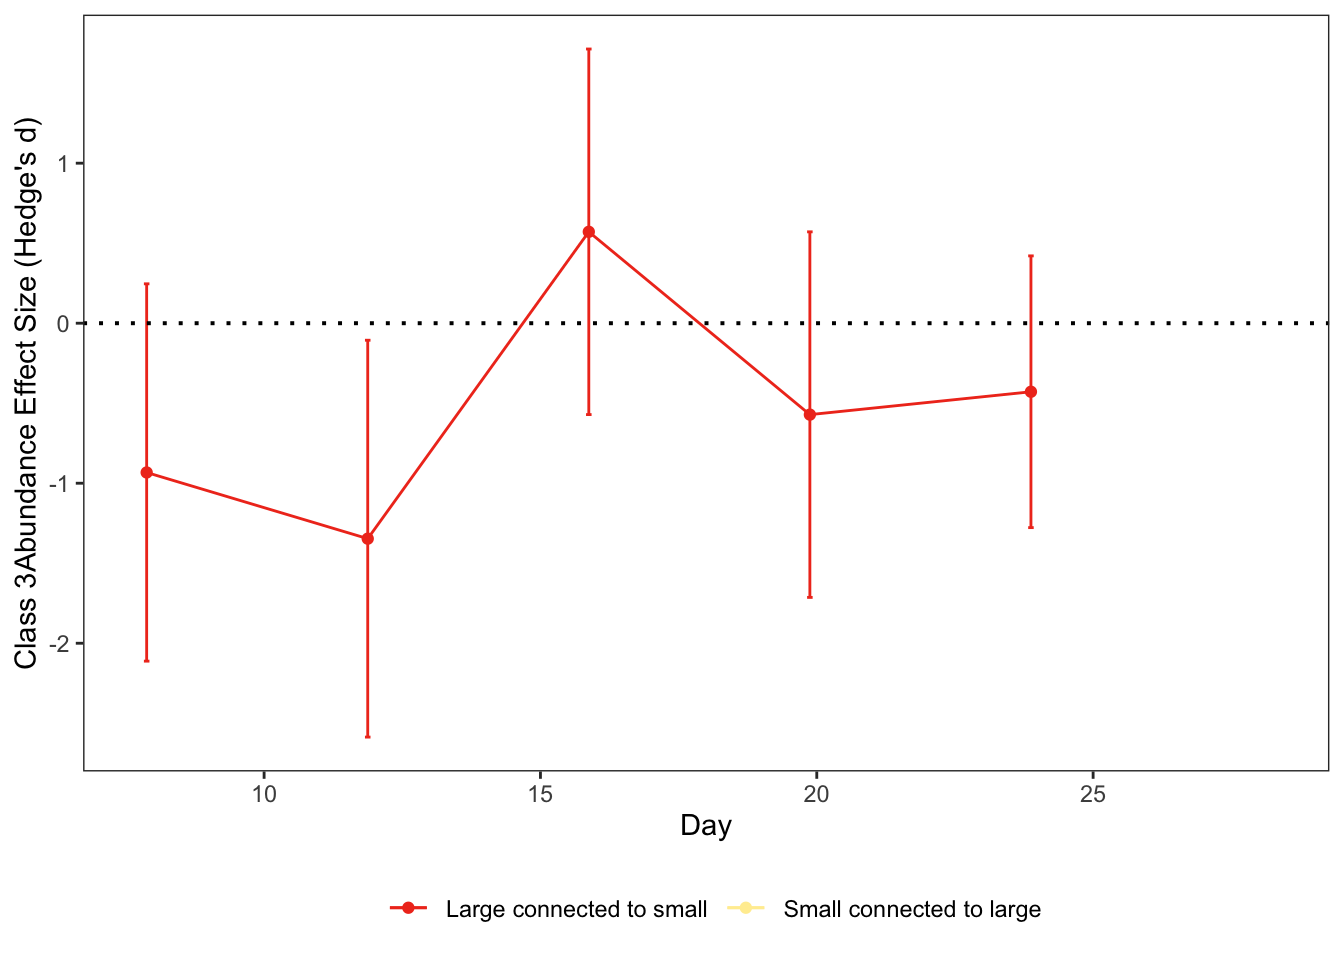 Class 3Abundance Effect Size (Hedge's d)
1
0
-1
-2
10 15 20 25
Day
Large connected to small Small connected to large